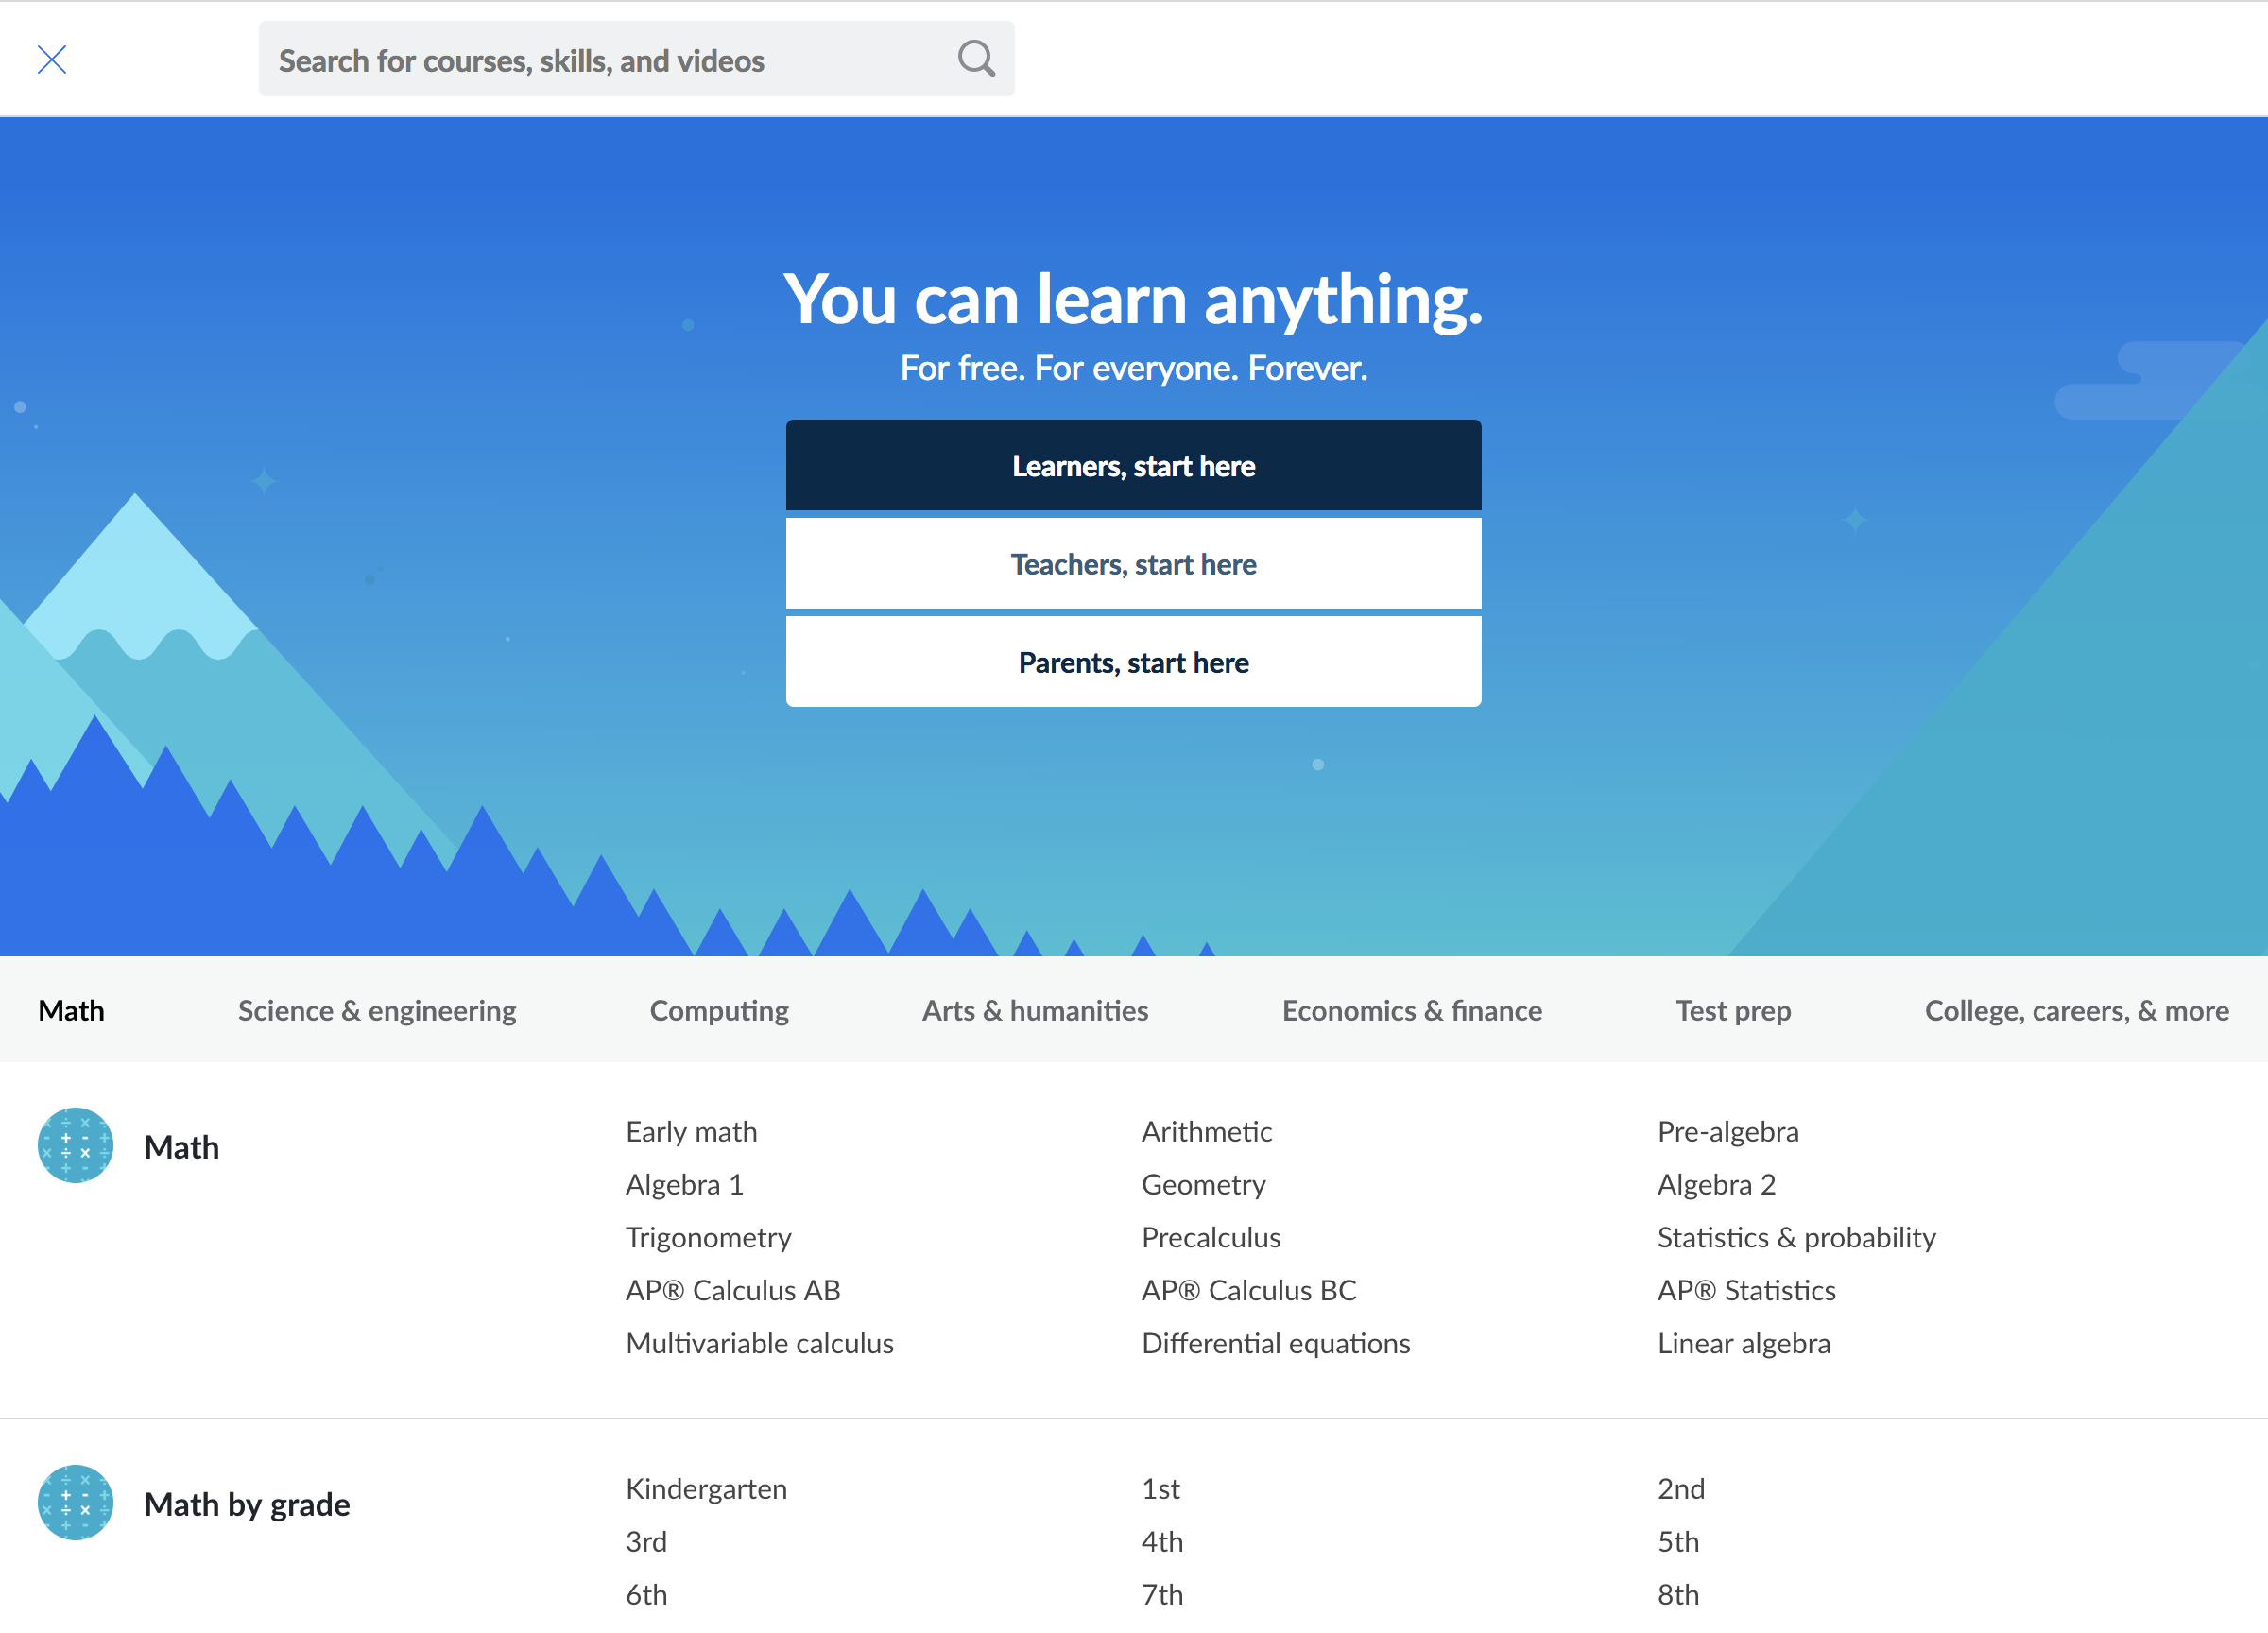 Search for courses, skills, and videos
You can learn anything.
For free. For everyone. Forever.
Learners, start here
Teachers, start here
Parents, start here
Math Science & engineering Computing Arts & humanities Economics & finance Test prep College, careers, & more
Math
Early math Arithmetic Pre-algebra
Algebra 1 Geometry Algebra 2
Trigonometry Precalculus Statistics & probability
AP® Calculus AB AP® Calculus BC AP® Statistics
Multivariable calculus Differential equations Linear algebra
Math by grade
Kindergarten 1st 2nd
3rd 4th 5th
6th 7th 8th